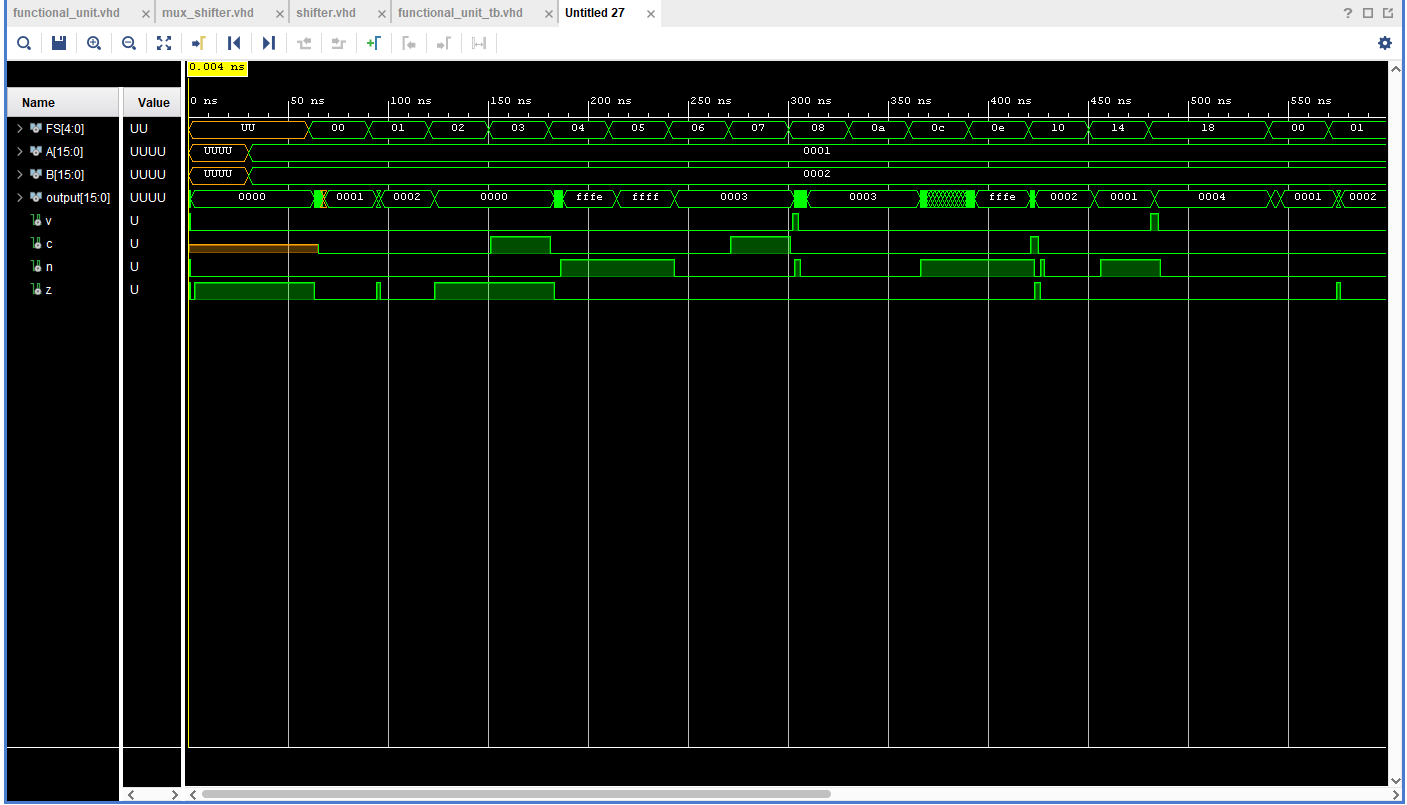 functional_unit.vhd mux_shifter.vhd shifter.vhd functional_unit_tb.vhd Untitled 27
0.004 ns
Name Value 0 ns 50 ns 100 ns 150 ns 200 ns 250 ns 300 ns 350 ns 400 ns 450 ns 500 ns 550 ns
FS[4:0] UU UU 00 01 02 03 04 05 06 07 08 0a 0c 0e 10 14 18 00 01
A[15:0] UUUU UUUU 0001
B[15:0] UUUU UUUU 0002
output[15:0] UUUU 0000 0001 0002 0000 fffe ffff 0003 0003 fffe 0002 0001 0004 0001 0002
v U
c U
n U
z U